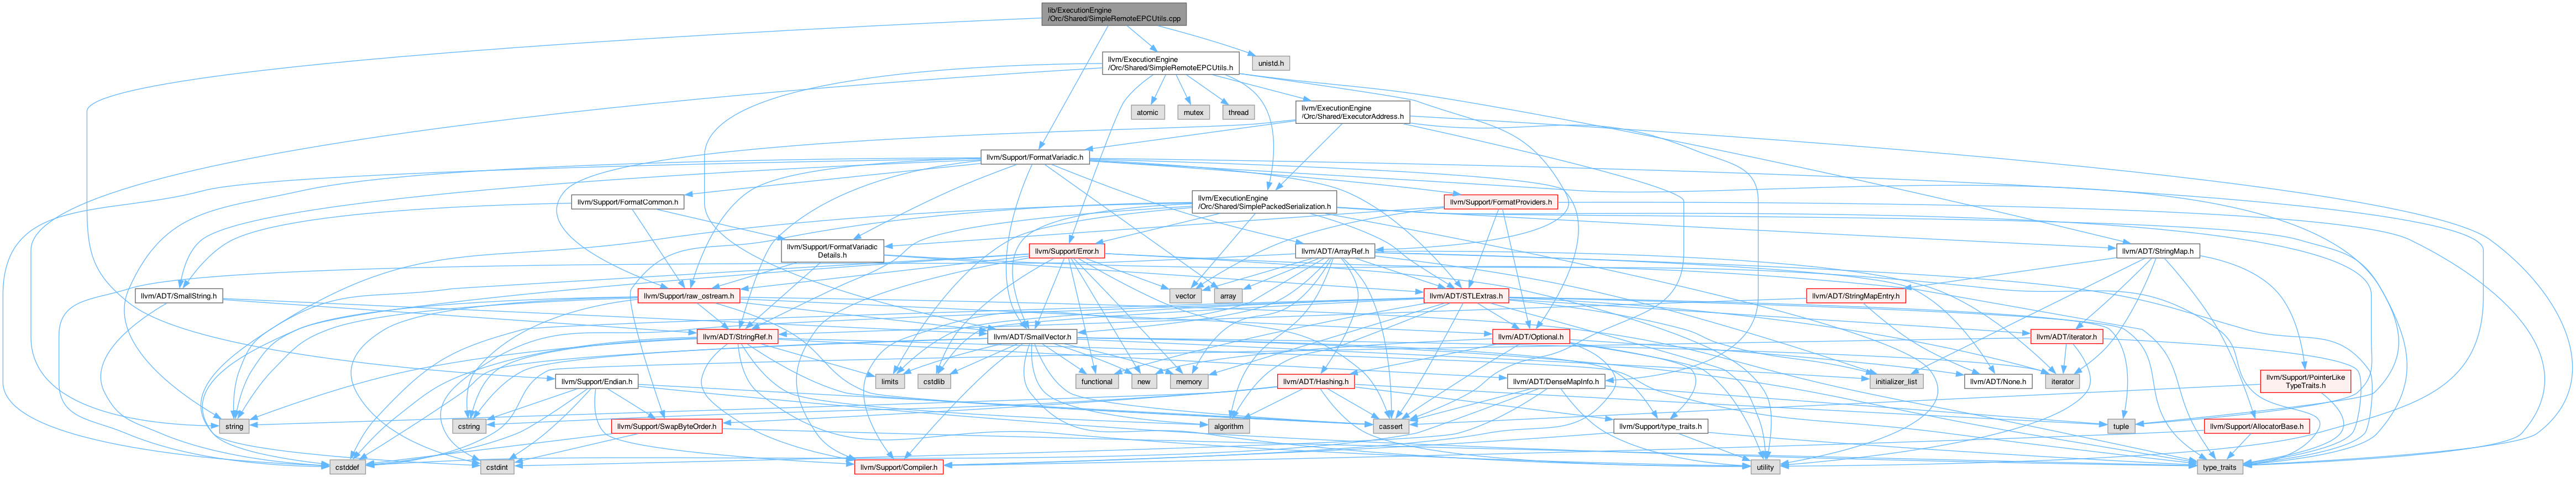 lib/ExecutionEngine
/Orc/Shared/SimpleRemoteEPCUtils.cpp
llvm/ExecutionEngine
/Orc/Shared/SimpleRemoteEPCUtils.h
unistd.h
atomic
mutex
thread
llvm/ExecutionEngine
/Orc/Shared/ExecutorAddress.h
llvm/Support/FormatVariadic.h
llvm/Support/FormatCommon.h
llvm/ExecutionEngine
/Orc/Shared/SimplePackedSerialization.h
llvm/Support/FormatProviders.h
llvm/Support/FormatVariadic
Details.h
llvm/Support/Error.h
llvm/ADT/ArrayRef.h
llvm/ADT/StringMap.h
llvm/ADT/SmallString.h
llvm/Support/raw_ostream.h
vector
array
llvm/ADT/STLExtras.h
llvm/ADT/StringMapEntry.h
llvm/ADT/StringRef.h
llvm/ADT/SmallVector.h
llvm/ADT/Optional.h
llvm/ADT/iterator.h
llvm/Support/Endian.h
limits
cstdlib
functional
new
memory
llvm/ADT/Hashing.h
llvm/ADT/DenseMapInfo.h
initializer_list
llvm/ADT/None.h
iterator
llvm/Support/PointerLike
TypeTraits.h
string
cstring
llvm/Support/SwapByteOrder.h
algorithm
cassert
llvm/Support/type_traits.h
tuple
llvm/Support/AllocatorBase.h
cstddef
cstdint
llvm/Support/Compiler.h
utility
type_traits